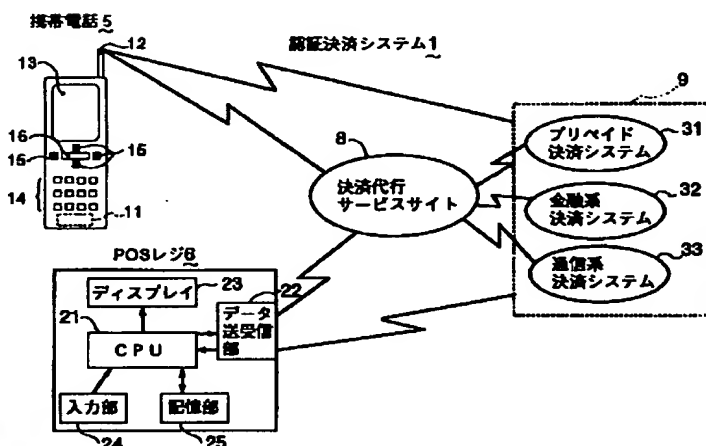 携帯電話5
12
認証決済システム1
13
9
16
15
16
8
プリペイド
決済システム
31
14
決済代行
サービスサイト
金融系
決済システム
32
11
通信系
決済システム
33
POSレジ6
23
22
ディスプレイ
21
データ
送受信
部
CPU
入力部
記憶部
24
25